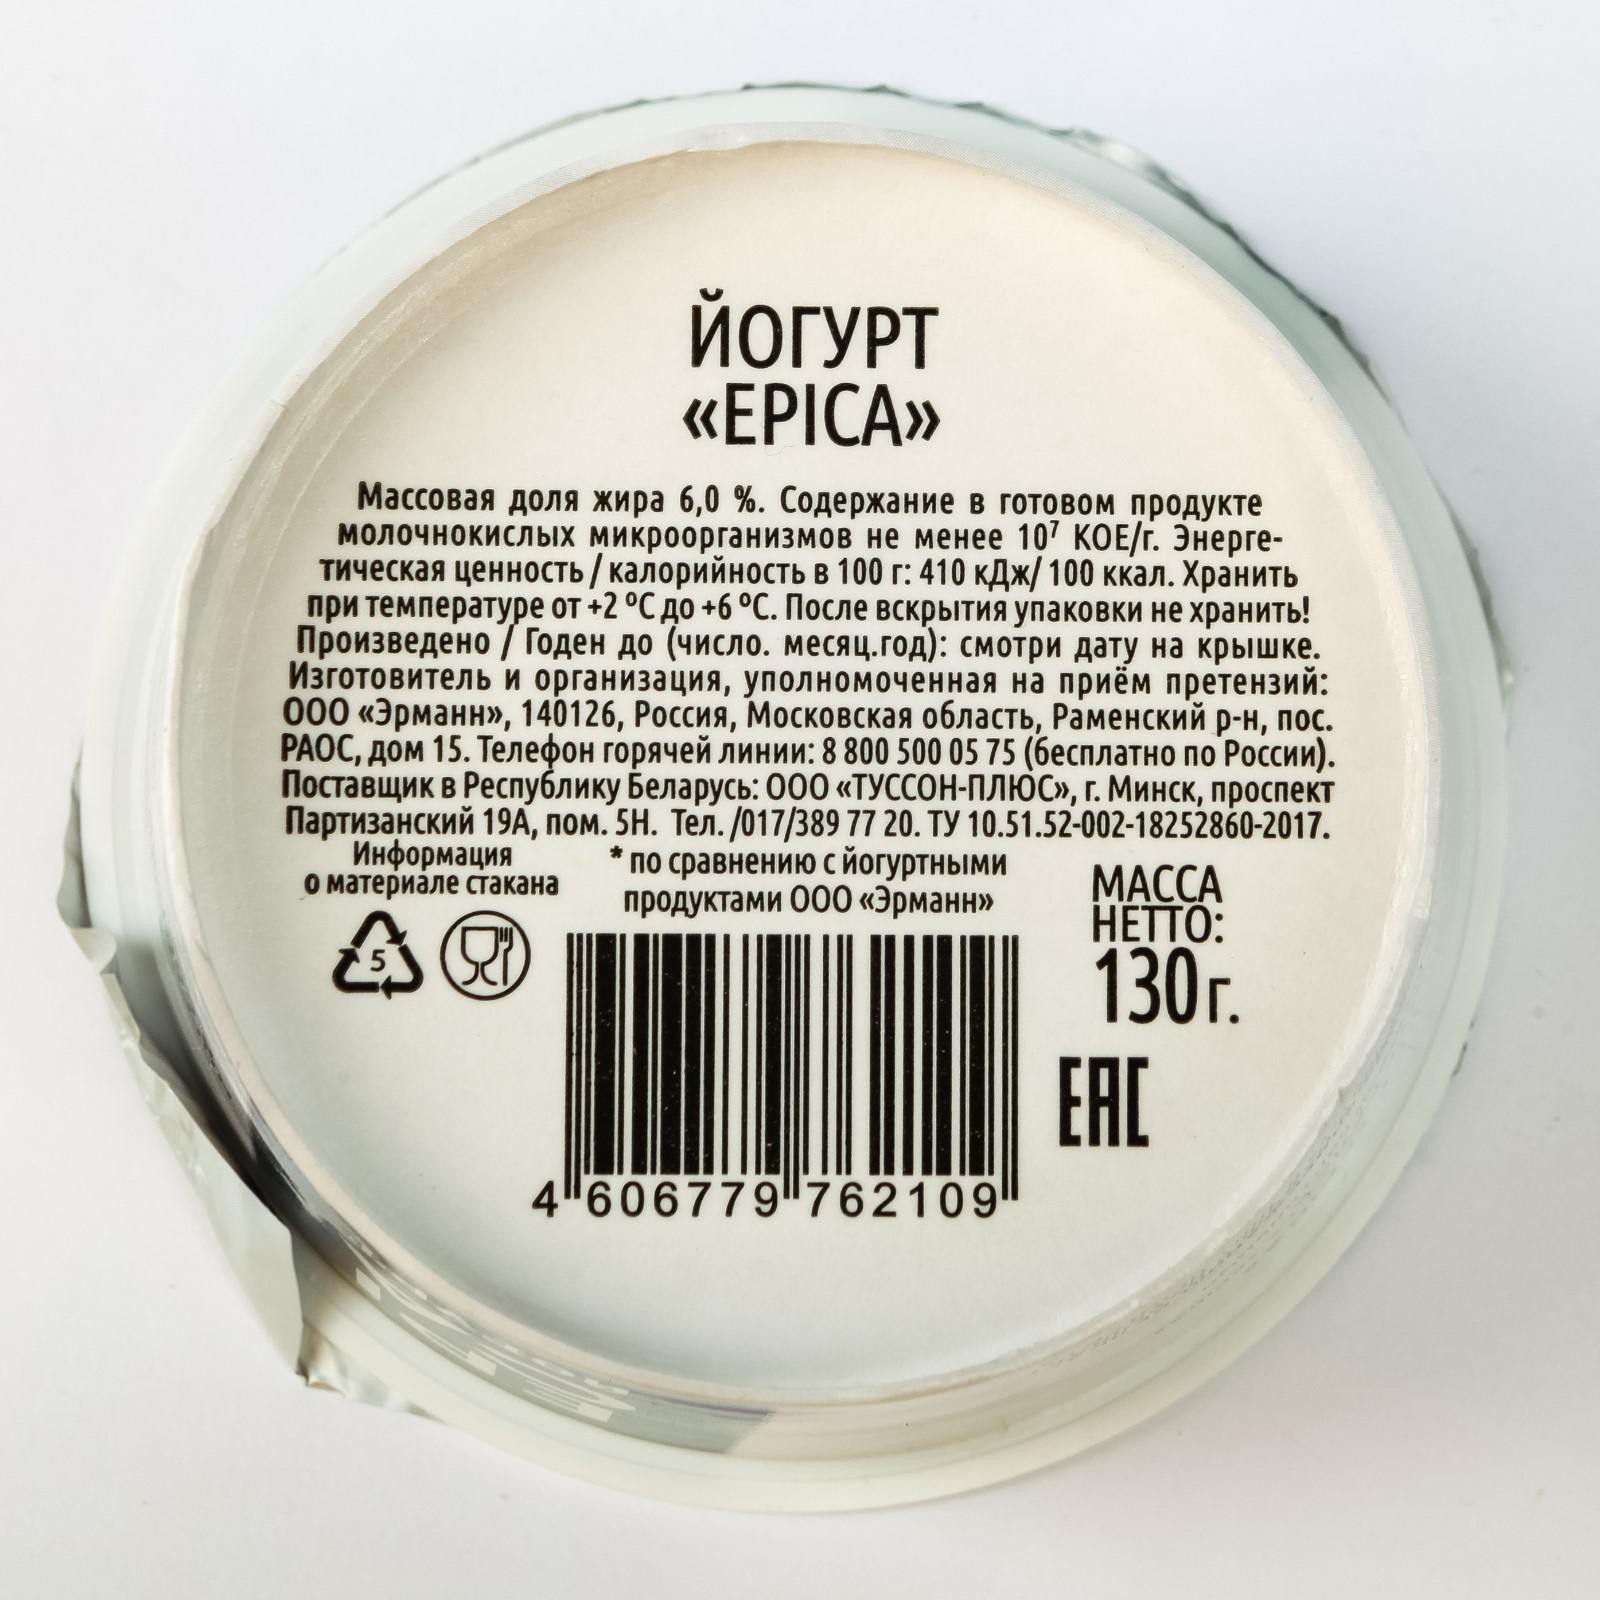 ЙОГУРТ
«EPICA»
Массовая доля жира 6,0 %. Содержание в готовом продукте
молочнокислых микроорганизмов не менее 10⁷ КОЕ/г. Энерге-
тическая ценность / калорийность в 100 г: 410 кДж/ 100 ккал. Хранить
при температуре от +2 °С до +6 °С. После вскрытия упаковки не хранить!
Произведено / Годен до (число. месяц.год): смотри дату на крышке.
Изготовитель и организация, уполномоченная на приём претензий:
ООО «Эрманн», 140126, Россия, Московская область, Раменский р-н, пос.
РАОС, дом 15. Телефон горячей линии: 8 800 500 05 75 (бесплатно по России).
Поставщик в Республику Беларусь: ООО «ТУССОН-ПЛЮС», г. Минск, проспект
Партизанский 19А, пом. 5Н. Тел. /017/389 77 20. ТУ 10.51.52-002-18252860-2017.
Информация
о материале стакана
5
* по сравнению с йогуртными
продуктами ООО «Эрманн»
МАССА
НЕТТО:
130 г.
EAC
4 606779 762109